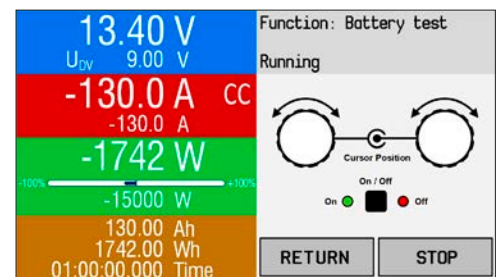 13.40 V
UDV 9.00 V
-130.0 A CC
-130.0 A
-1742 W
-100% +100%
-15000 W
130.00 Ah
1742.00 Wh
01:00:00.000 Time
Function: Battery test
Running
Cursor Position
On / Off
On Off
RETURN STOP